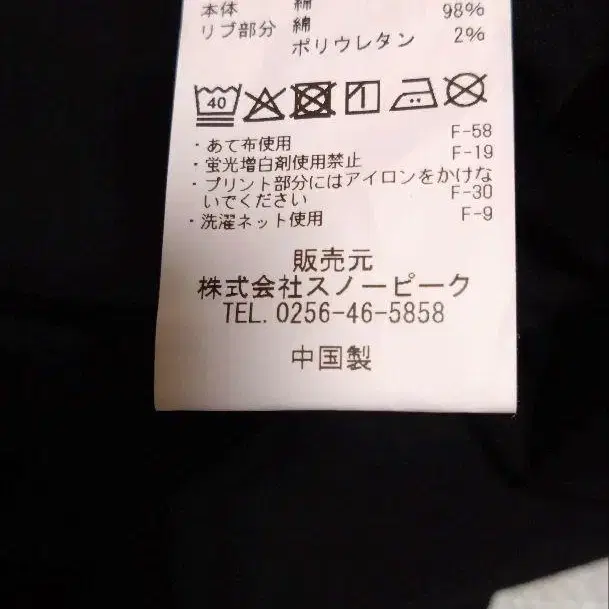 本体 綿
リブ部分 綿 98%
ポリウレタン 2%
40
・あて布使用 F-58
・蛍光増白剤使用禁止 F-19
・プリント部分にはアイロンをかけな
いでください F-30
・洗濯ネット使用 F-9
販売元
株式会社スノーピーク
TEL. 0256-46-5858
中国製